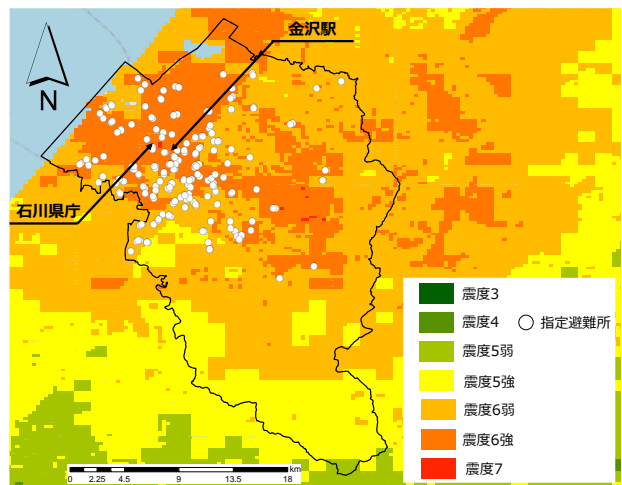 金沢駅
N
石川県庁
震度3
震度4
指定避難所
震度5弱
震度5強
震度6弱
震度6強
震度7
km
0 2.25 4.5 9 13.5 18